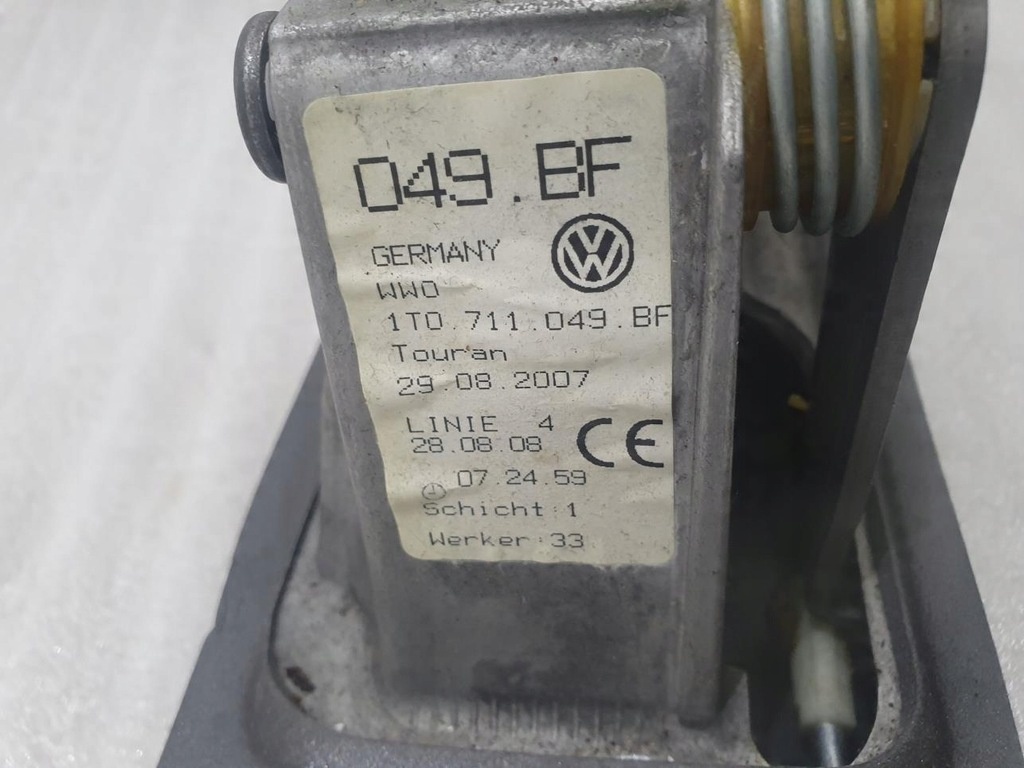 049.BF
GERMANY
WWO
1T0.711.049.BF
Touran
29.08.2007
LINIE 4
28.08.08
07.24.59
Schicht:1
Werker:33
CE